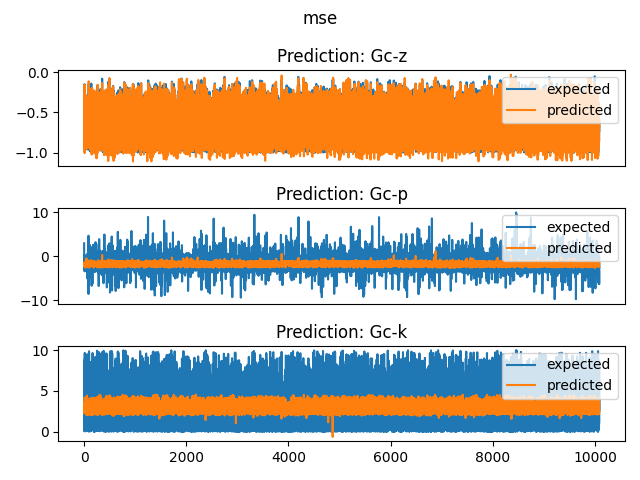 mse
Prediction: Gc-z
0.0
−0.5
−1.0
expected
predicted
Prediction: Gc-p
10
0
−10
expected
predicted
Prediction: Gc-k
10
5
0
expected
predicted
0 2000 4000 6000 8000 10000